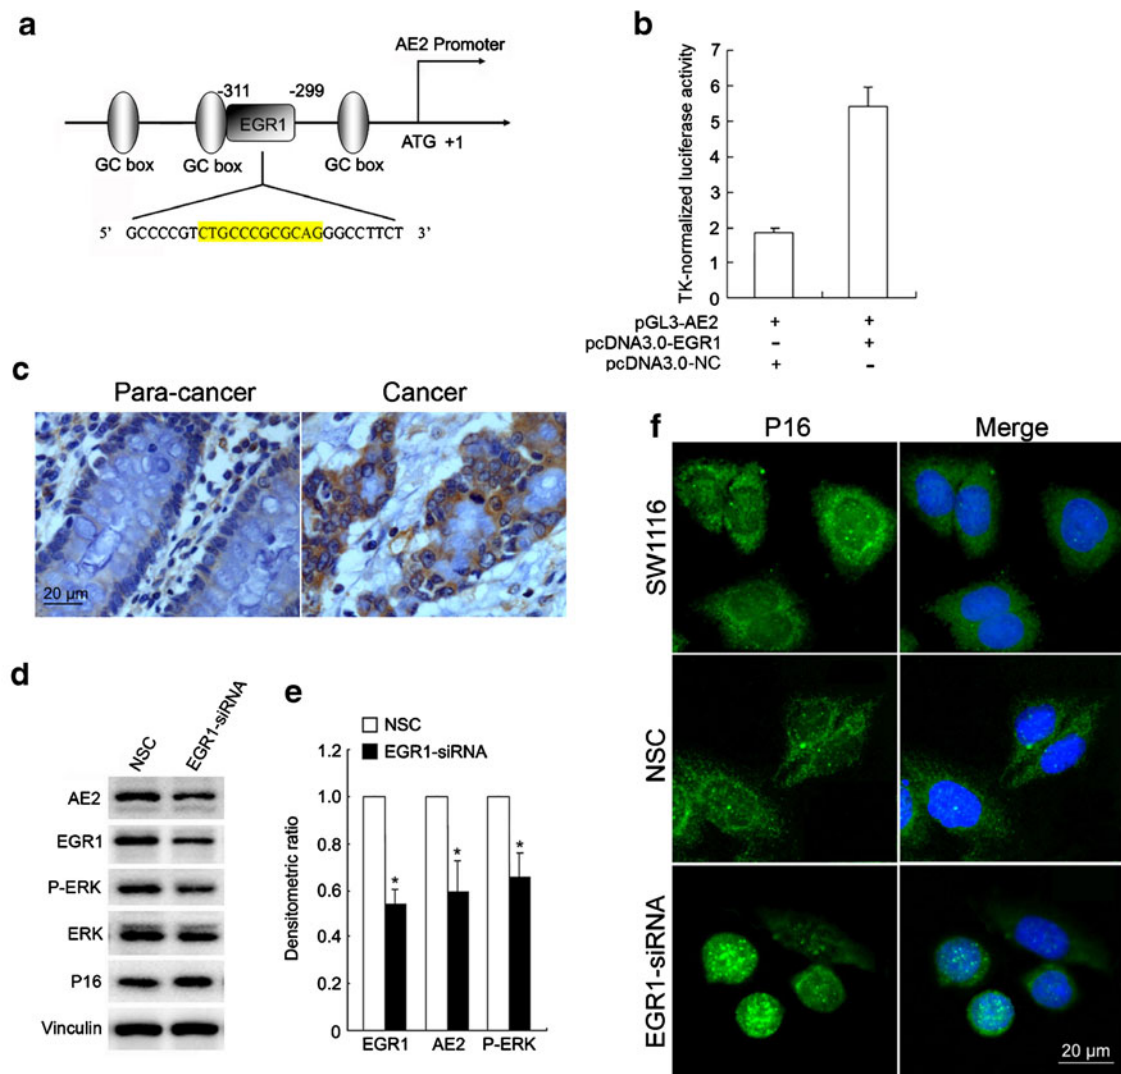 a
AE2 Promoter
-311
-299
EGR1
ATG +1
GC box
GC box
GC box
5’ GCCCCGTCTGCCCGCGCAGGGCCTTCT 3’
b
TK-normalized luciferase activity
7
6
5
4
3
2
1
0
pGL3-AE2 + +
pcDNA3.0-EGR1 - +
pcDNA3.0-NC + -
c
Para-cancer
Cancer
20 µm
d
NSC
EGR1-siRNA
AE2
EGR1
P-ERK
ERK
P16
Vinculin
e
NSC
EGR1-siRNA
Densitometric ratio
1.2
1.0
0.8
0.6
0.4
0.2
0
*
*
*
EGR1 AE2 P-ERK
f
P16
Merge
SW1116
NSC
EGR1-siRNA
20 µm